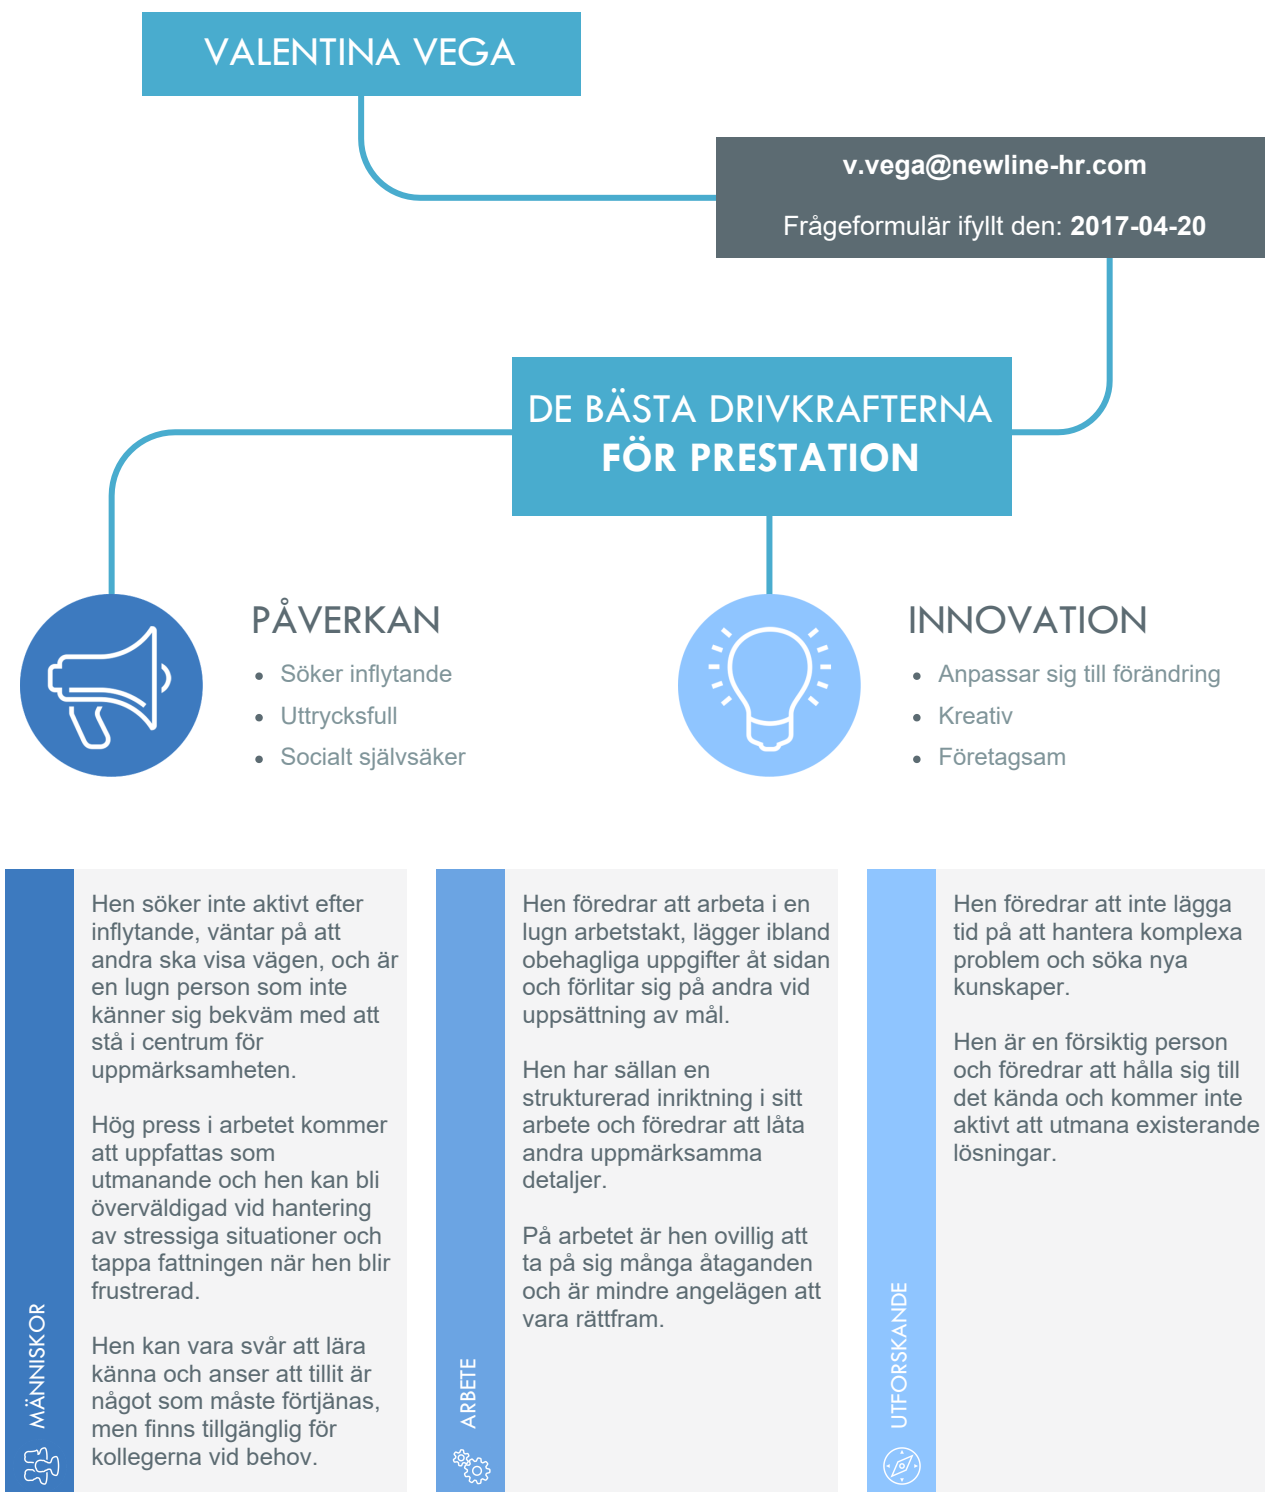 VALENTINA VEGA
v.vega@newline-hr.com
Frågeformulär ifyllt den: 2017-04-20
DE BÄSTA DRIVKRAFTERNA
FÖR PRESTATION
PÅVERKAN
• Söker inflytande
• Uttrycksfull
• Socialt självsäker
INNOVATION
• Anpassar sig till förändring
• Kreativ
• Företagsam
MÄNNISKOR
Hen söker inte aktivt efter
inflytande, väntar på att
andra ska visa vägen, och är
en lugn person som inte
känner sig bekväm med att
stå i centrum för
uppmärksamheten.
Hög press i arbetet kommer
att uppfattas som
utmanande och hen kan bli
överväldigad vid hantering
av stressiga situationer och
tappa fattningen när hen blir
frustrerad.
Hen kan vara svår att lära
känna och anser att tillit är
något som måste förtjänas,
men finns tillgänglig för
kollegerna vid behov.
ARBETE
Hen föredrar att arbeta i en
lugn arbetstakt, lägger ibland
obehagliga uppgifter åt sidan
och förlitar sig på andra vid
uppsättning av mål.
Hen har sällan en
strukturerad inriktning i sitt
arbete och föredrar att låta
andra uppmärksamma
detaljer.
På arbetet är hen ovillig att
ta på sig många åtaganden
och är mindre angelägen att
vara rättfram.
UTFORSKANDE
Hen föredrar att inte lägga
tid på att hantera komplexa
problem och söka nya
kunskaper.
Hen är en försiktig person
och föredrar att hålla sig till
det kända och kommer inte
aktivt att utmana existerande
lösningar.